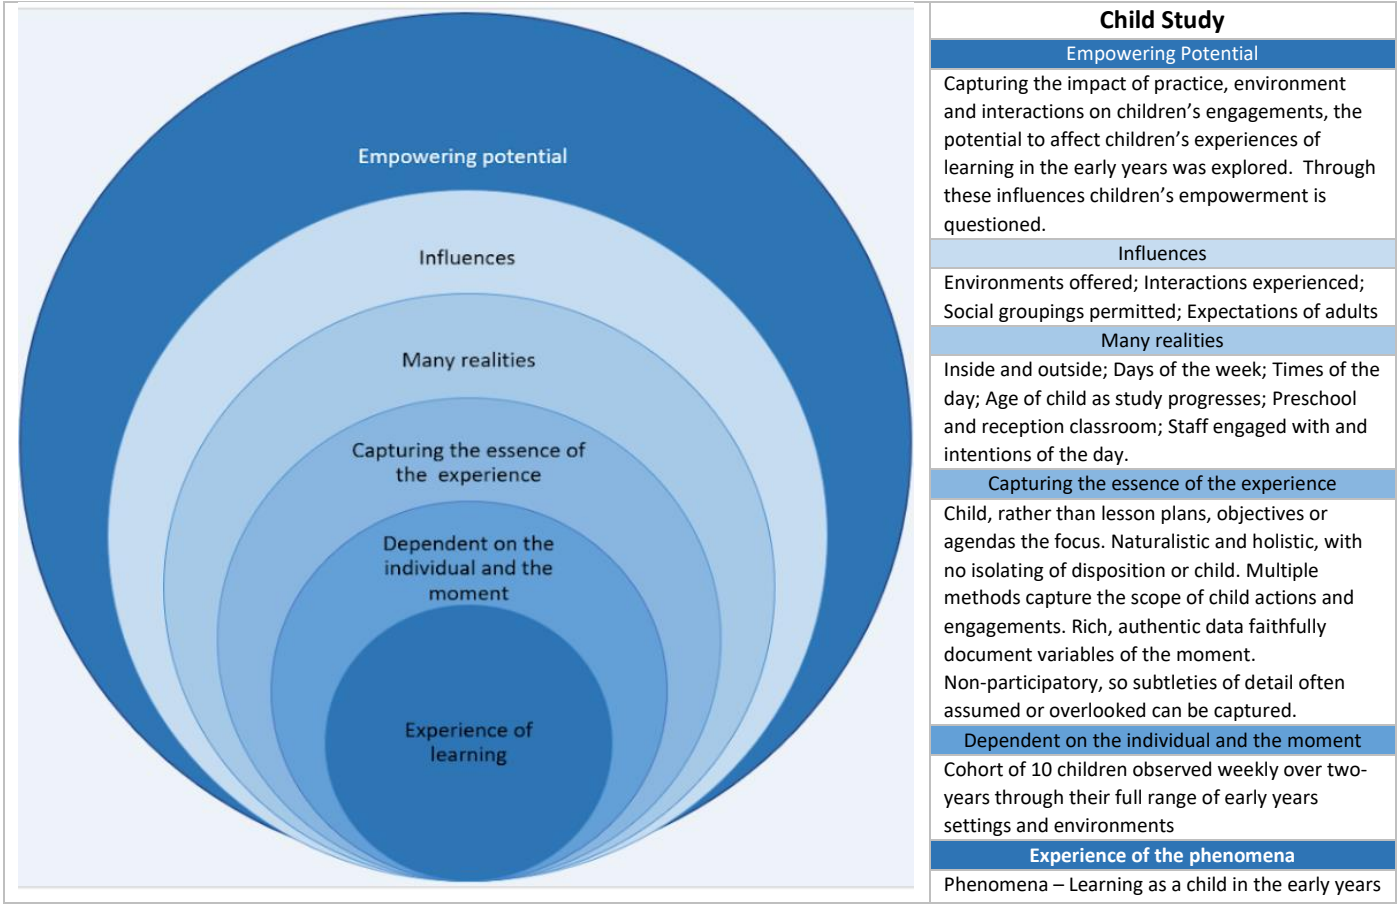 Empowering potential
Influences
Many realities
Capturing the essence of
the experience
Dependent on the
individual and the
moment
Experience of
learning
Child Study
Empowering Potential
Capturing the impact of practice, environment
and interactions on children’s engagements, the
potential to affect children’s experiences of
learning in the early years was explored. Through
these influences children’s empowerment is
questioned.
Influences
Environments offered; Interactions experienced;
Social groupings permitted; Expectations of adults
Many realities
Inside and outside; Days of the week; Times of the
day; Age of child as study progresses; Preschool
and reception classroom; Staff engaged with and
intentions of the day.
Capturing the essence of the experience
Child, rather than lesson plans, objectives or
agendas the focus. Naturalistic and holistic, with
no isolating of disposition or child. Multiple
methods capture the scope of child actions and
engagements. Rich, authentic data faithfully
document variables of the moment.
Non-participatory, so subtleties of detail often
assumed or overlooked can be captured.
Dependent on the individual and the moment
Cohort of 10 children observed weekly over two-
years through their full range of early years
settings and environments
Experience of the phenomena
Phenomena – Learning as a child in the early years